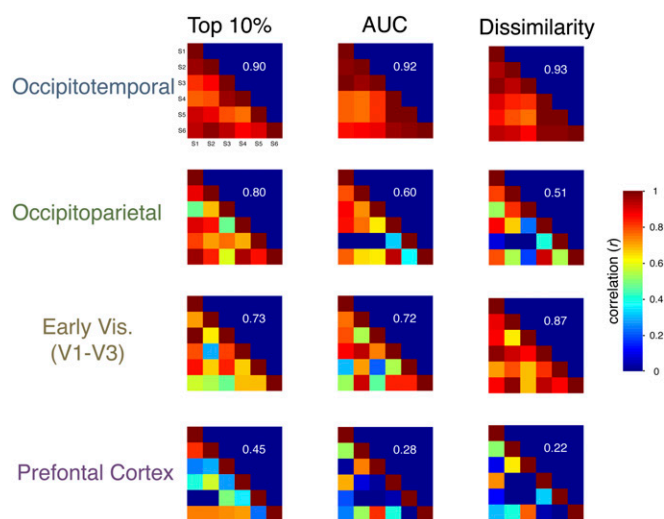 Top 10%
AUC
Dissimilarity
Occipitotemporal
S1
S2
S3
S4
S5
S6
S1 S2 S3 S4 S5 S6
0.90
0.92
0.93
Occipitoparietal
0.80
0.60
0.51
Early Vis.
(V1-V3)
0.73
0.72
0.87
Prefontal Cortex
0.45
0.28
0.22
1
0.8
0.6
0.4
0.2
0
correlation (r)